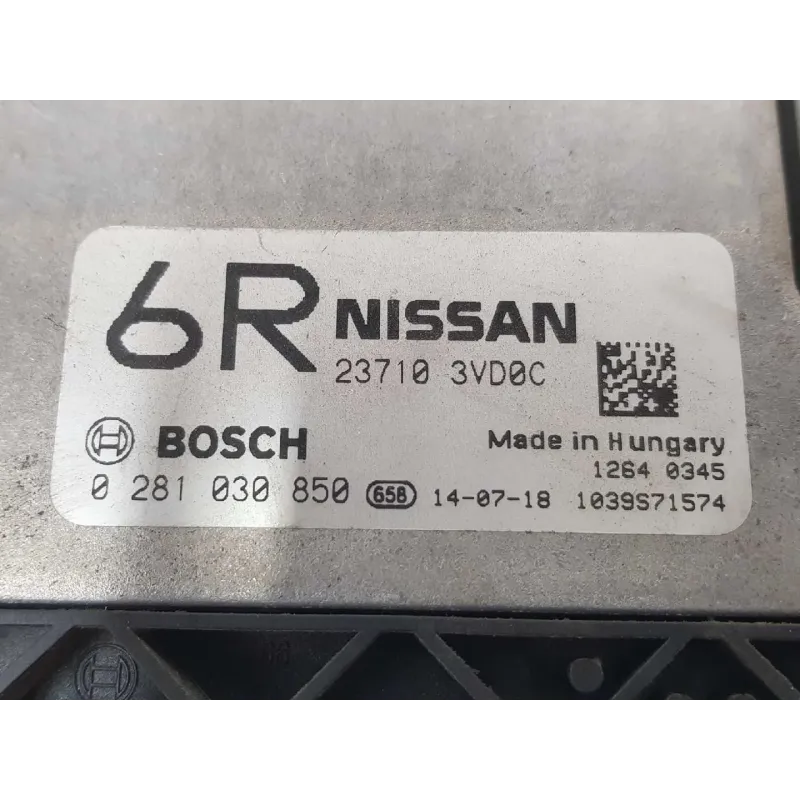 6R NISSAN
23710 3VD0C
BOSCH Made in Hungary
1264 0345
0 281 030 850 658 14-07-18 1039S71574